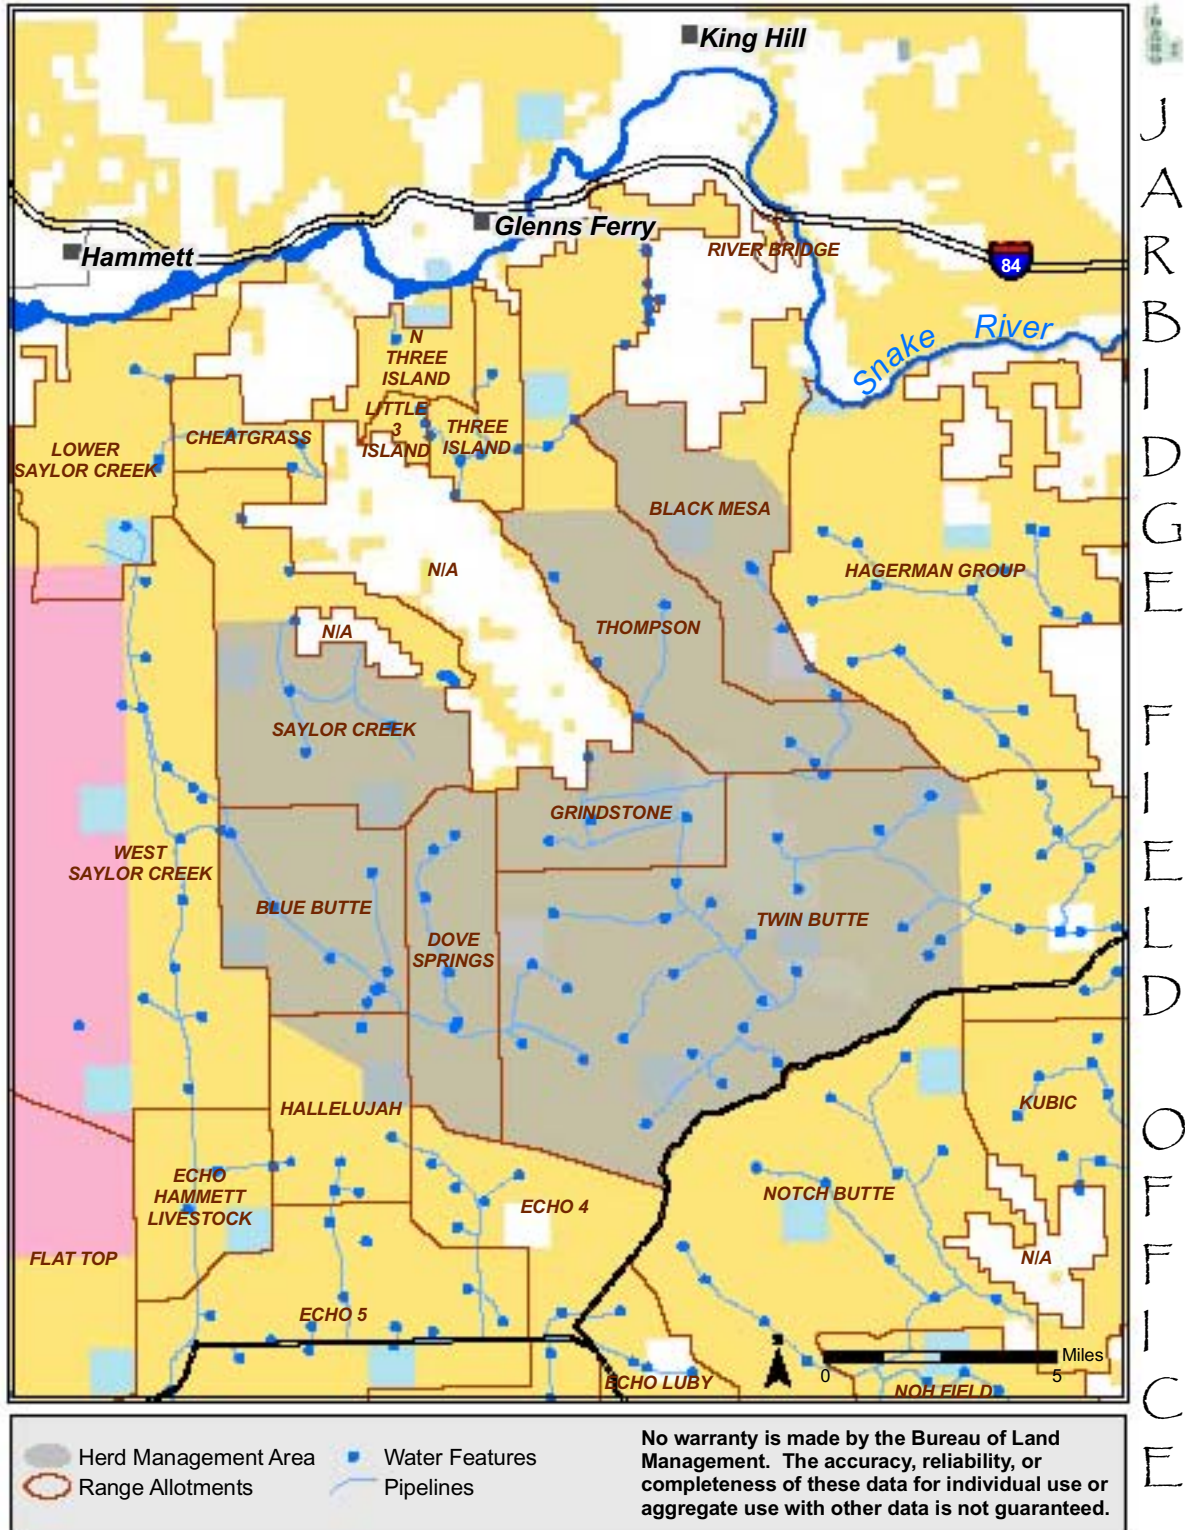 King Hill
Glenns Ferry
Hammett
RIVER BRIDGE
84
Snake River
N
THREE
ISLAND
LITTLE
3
ISLAND
THREE
ISLAND
CHEATGRASS
LOWER
SAYLOR CREEK
BLACK MESA
N/A
HAGERMAN GROUP
THOMPSON
N/A
SAYLOR CREEK
GRINDSTONE
WEST
SAYLOR CREEK
BLUE BUTTE
DOVE
SPRINGS
TWIN BUTTE
HALLELUJAH
KUBIC
ECHO
HAMMETT
LIVESTOCK
ECHO 4
NOTCH BUTTE
FLAT TOP
N/A
ECHO 5
ECHO LUBY
NOH FIELD
Miles
0 5
JARBIDGE FIELD OFFICE
Herd Management Area
Range Allotments
Water Features
Pipelines
No warranty is made by the Bureau of Land
Management. The accuracy, reliability, or
completeness of these data for individual use or
aggregate use with other data is not guaranteed.